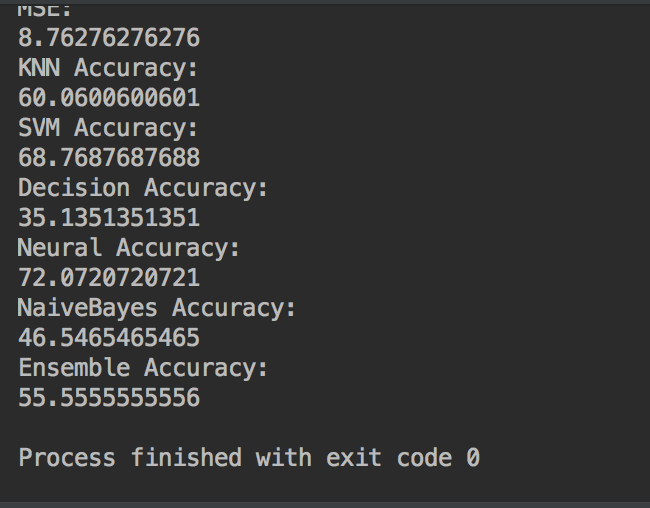 MSE:
8.76276276276
KNN Accuracy:
60.0600600601
SVM Accuracy:
68.7687687688
Decision Accuracy:
35.1351351351
Neural Accuracy:
72.0720720721
NaiveBayes Accuracy:
46.5465465465
Ensemble Accuracy:
55.5555555556
Process finished with exit code 0